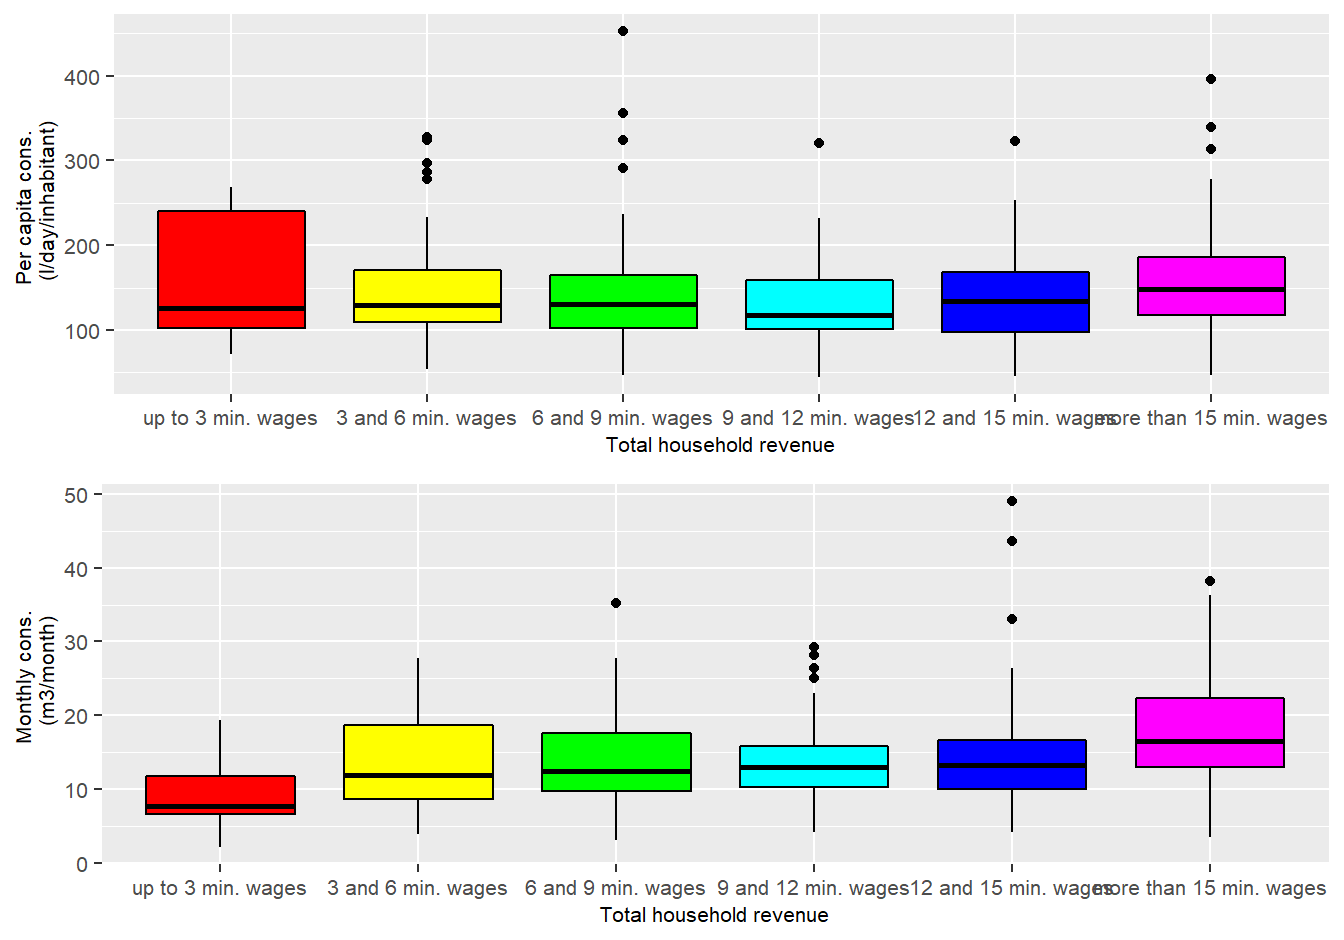 Per capita cons.
(l/day/inhabitant)
400
300
200
100
up to 3 min. wages
3 and 6 min. wages
6 and 9 min. wages
9 and 12 min. wages
12 and 15 min. wages
more than 15 min. wages
Total household revenue
Monthly cons.
(m3/month)
50
40
30
20
10
0
up to 3 min. wages
3 and 6 min. wages
6 and 9 min. wages
9 and 12 min. wages
12 and 15 min. wages
more than 15 min. wages
Total household revenue